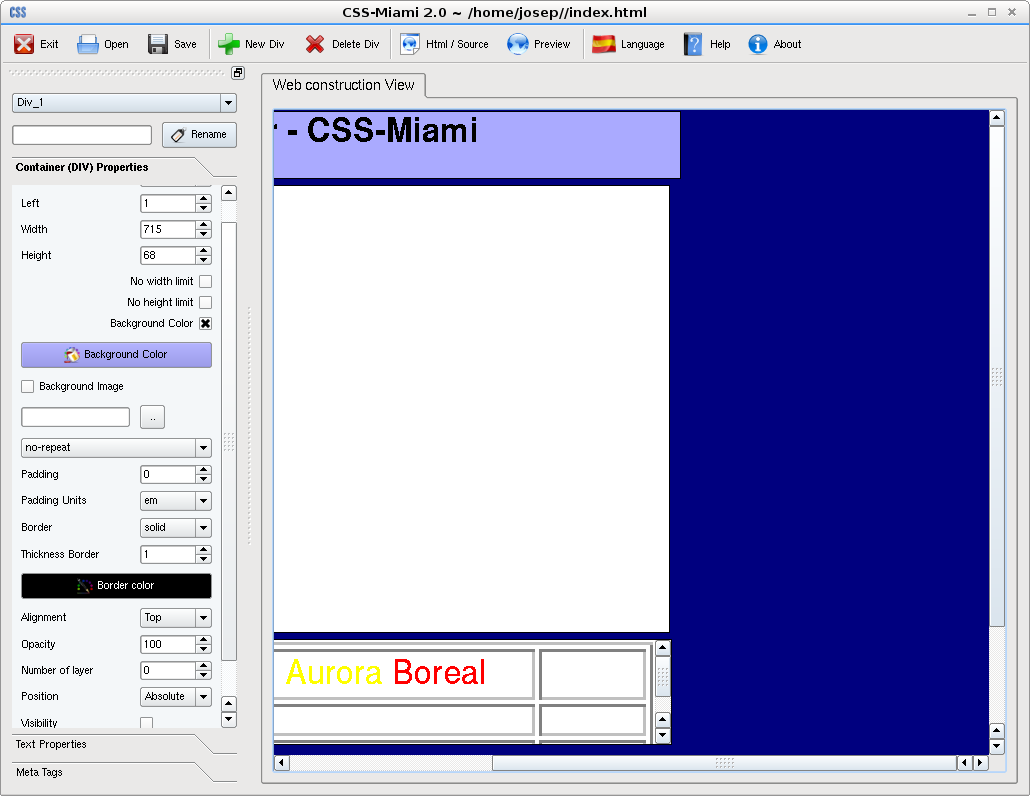 CSS CSS-Miami 2.0 ~ /home/josep//index.html
Exit Open Save New Div Delete Div Html / Source Preview Language Help About
Div_1
Rename
Container (DIV) Properties
Left 1
Width 715
Height 68
No width limit
No height limit
Background Color
Background Color
Background Image
..
no-repeat
Padding 0
Padding Units em
Border solid
Thickness Border 1
Border color
Alignment Top
Opacity 100
Number of layer 0
Position Absolute
Visibility
Text Properties
Meta Tags
Web construction View
- CSS-Miami
Aurora Boreal